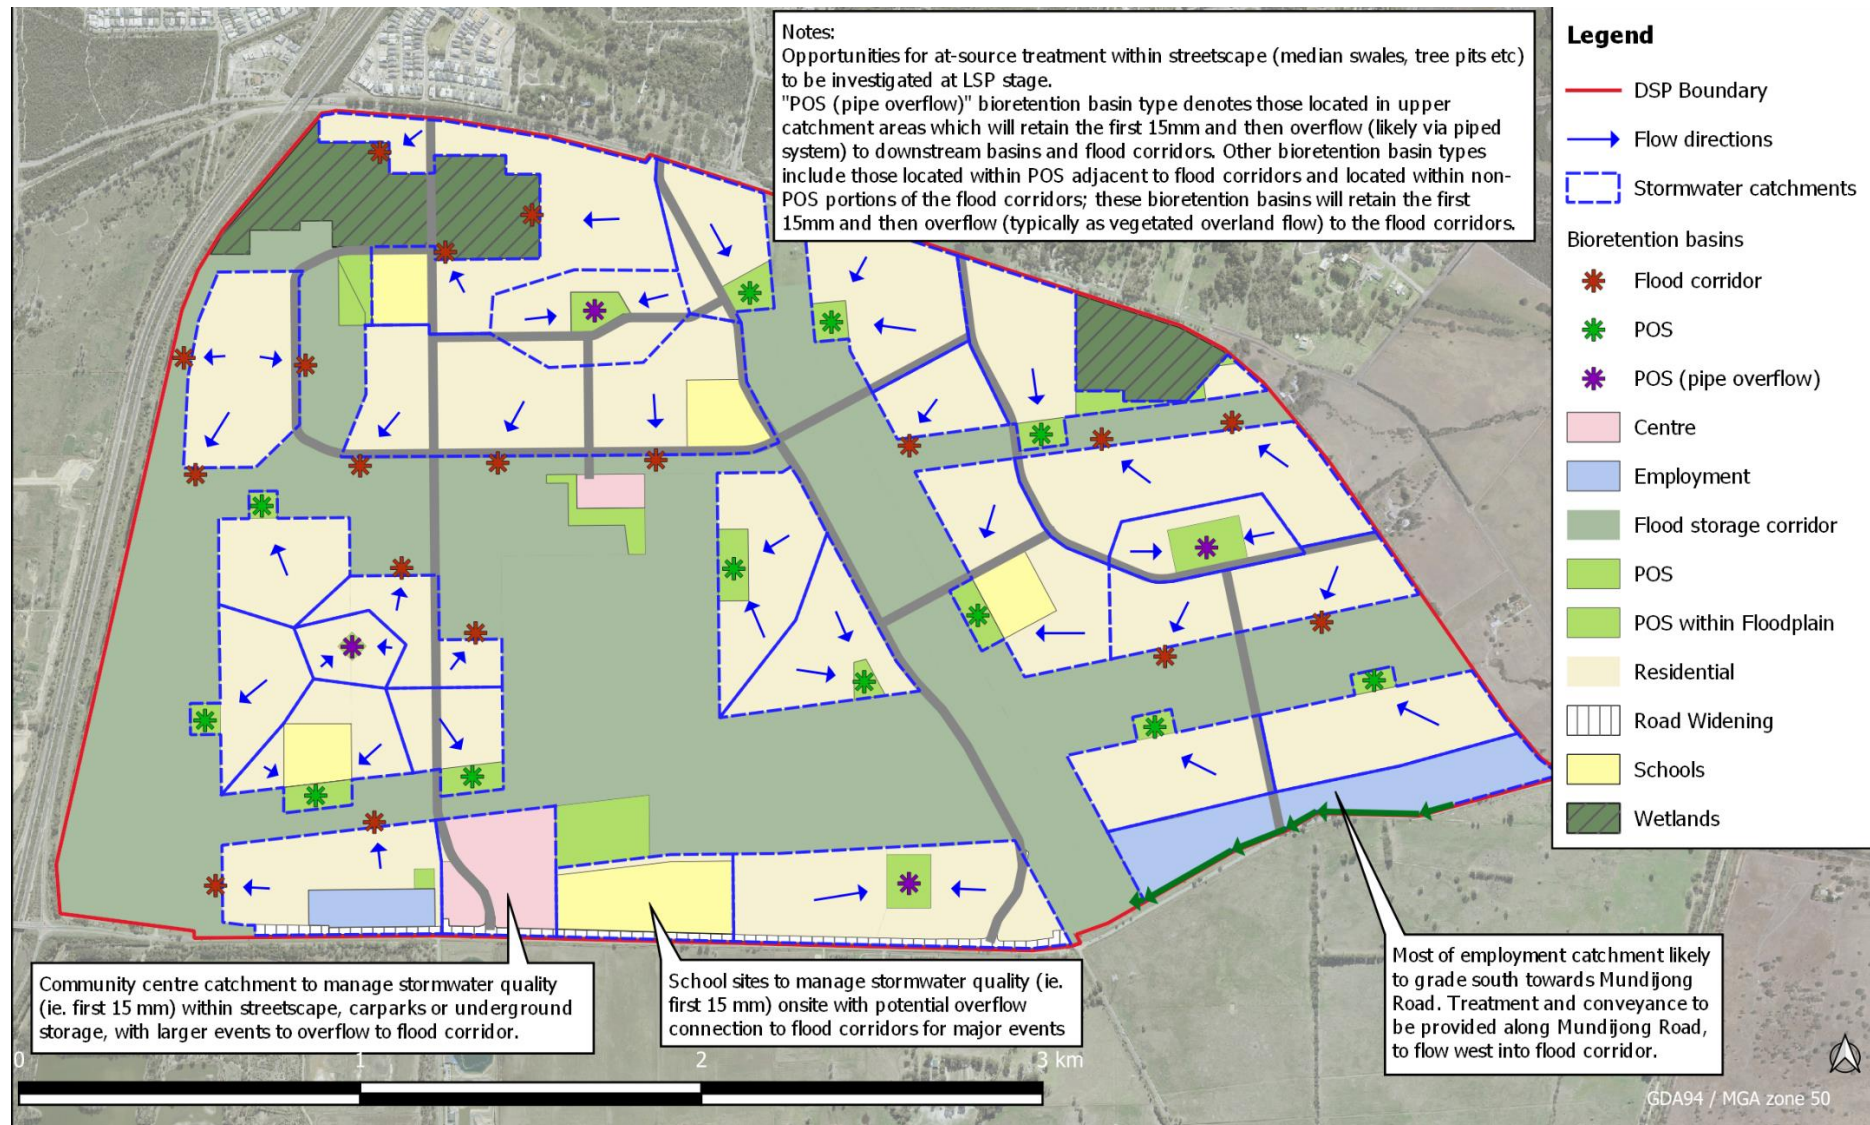 Notes:
Opportunities for at-source treatment within streetscape (median swales, tree pits etc)
to be investigated at LSP stage.
"POS (pipe overflow)" bioretention basin type denotes those located in upper
catchment areas which will retain the first 15mm and then overflow (likely via piped
system) to downstream basins and flood corridors. Other bioretention basin types
include those located within POS adjacent to flood corridors and located within non-
POS portions of the flood corridors; these bioretention basins will retain the first
15mm and then overflow (typically as vegetated overland flow) to the flood corridors.
Legend
DSP Boundary
Flow directions
Stormwater catchments
Bioretention basins
Flood corridor
POS
POS (pipe overflow)
Centre
Employment
Flood storage corridor
POS
POS within Floodplain
Residential
Road Widening
Schools
Wetlands
Community centre catchment to manage stormwater quality
(ie. first 15 mm) within streetscape, carparks or underground
storage, with larger events to overflow to flood corridor.
School sites to manage stormwater quality (ie.
first 15 mm) onsite with potential overflow
connection to flood corridors for major events
Most of employment catchment likely
to grade south towards Mundijong
Road. Treatment and conveyance to
be provided along Mundijong Road,
to flow west into flood corridor.
0 1 2 3 km
GDA94 / MGA zone 50